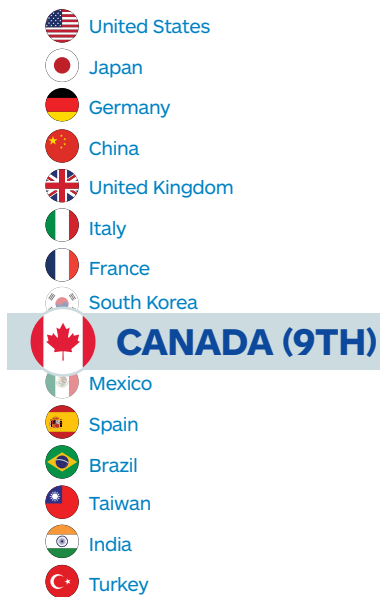 United States
Japan
Germany
China
United Kingdom
Italy
France
South Korea
CANADA (9TH)
Mexico
Spain
Brazil
Taiwan
India
Turkey